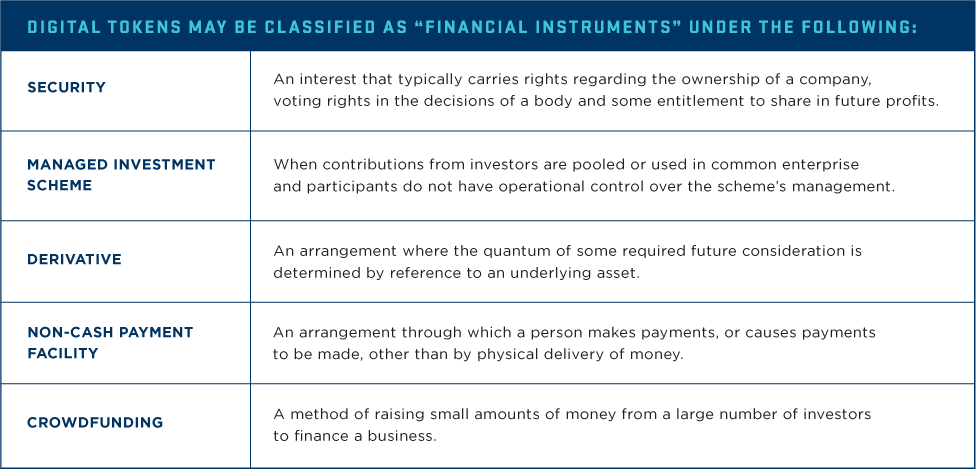 DIGITAL TOKENS MAY BE CLASSIFIED AS “FINANCIAL INSTRUMENTS” UNDER THE FOLLOWING:
SECURITY
An interest that typically carries rights regarding the ownership of a company,
voting rights in the decisions of a body and some entitlement to share in future profits.
MANAGED INVESTMENT
SCHEME
When contributions from investors are pooled or used in common enterprise
and participants do not have operational control over the scheme’s management.
DERIVATIVE
An arrangement where the quantum of some required future consideration is
determined by reference to an underlying asset.
NON-CASH PAYMENT
FACILITY
An arrangement through which a person makes payments, or causes payments
to be made, other than by physical delivery of money.
CROWDFUNDING
A method of raising small amounts of money from a large number of investors
to finance a business.